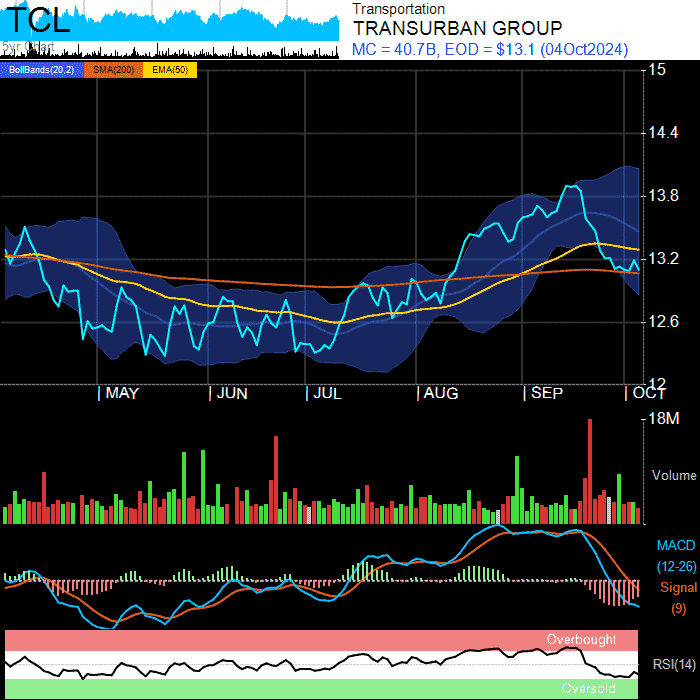 TCL
5yr Chart
Transportation
TRANSURBAN GROUP
MC = 40.7B, EOD = $13.1 (04Oct2024)
BollBands(20,2) SMA(200) EMA(50)
15
14.4
13.8
13.2
12.6
12
| MAY | JUN | JUL | AUG | SEP | OCT
18M
Volume
MACD
(12-26)
Signal
(9)
Overbought
RSI(14)
Oversold